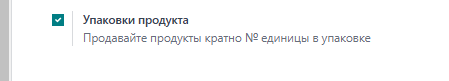 Упаковки продукта
Продавайте продукты кратно № единицы в упаковке